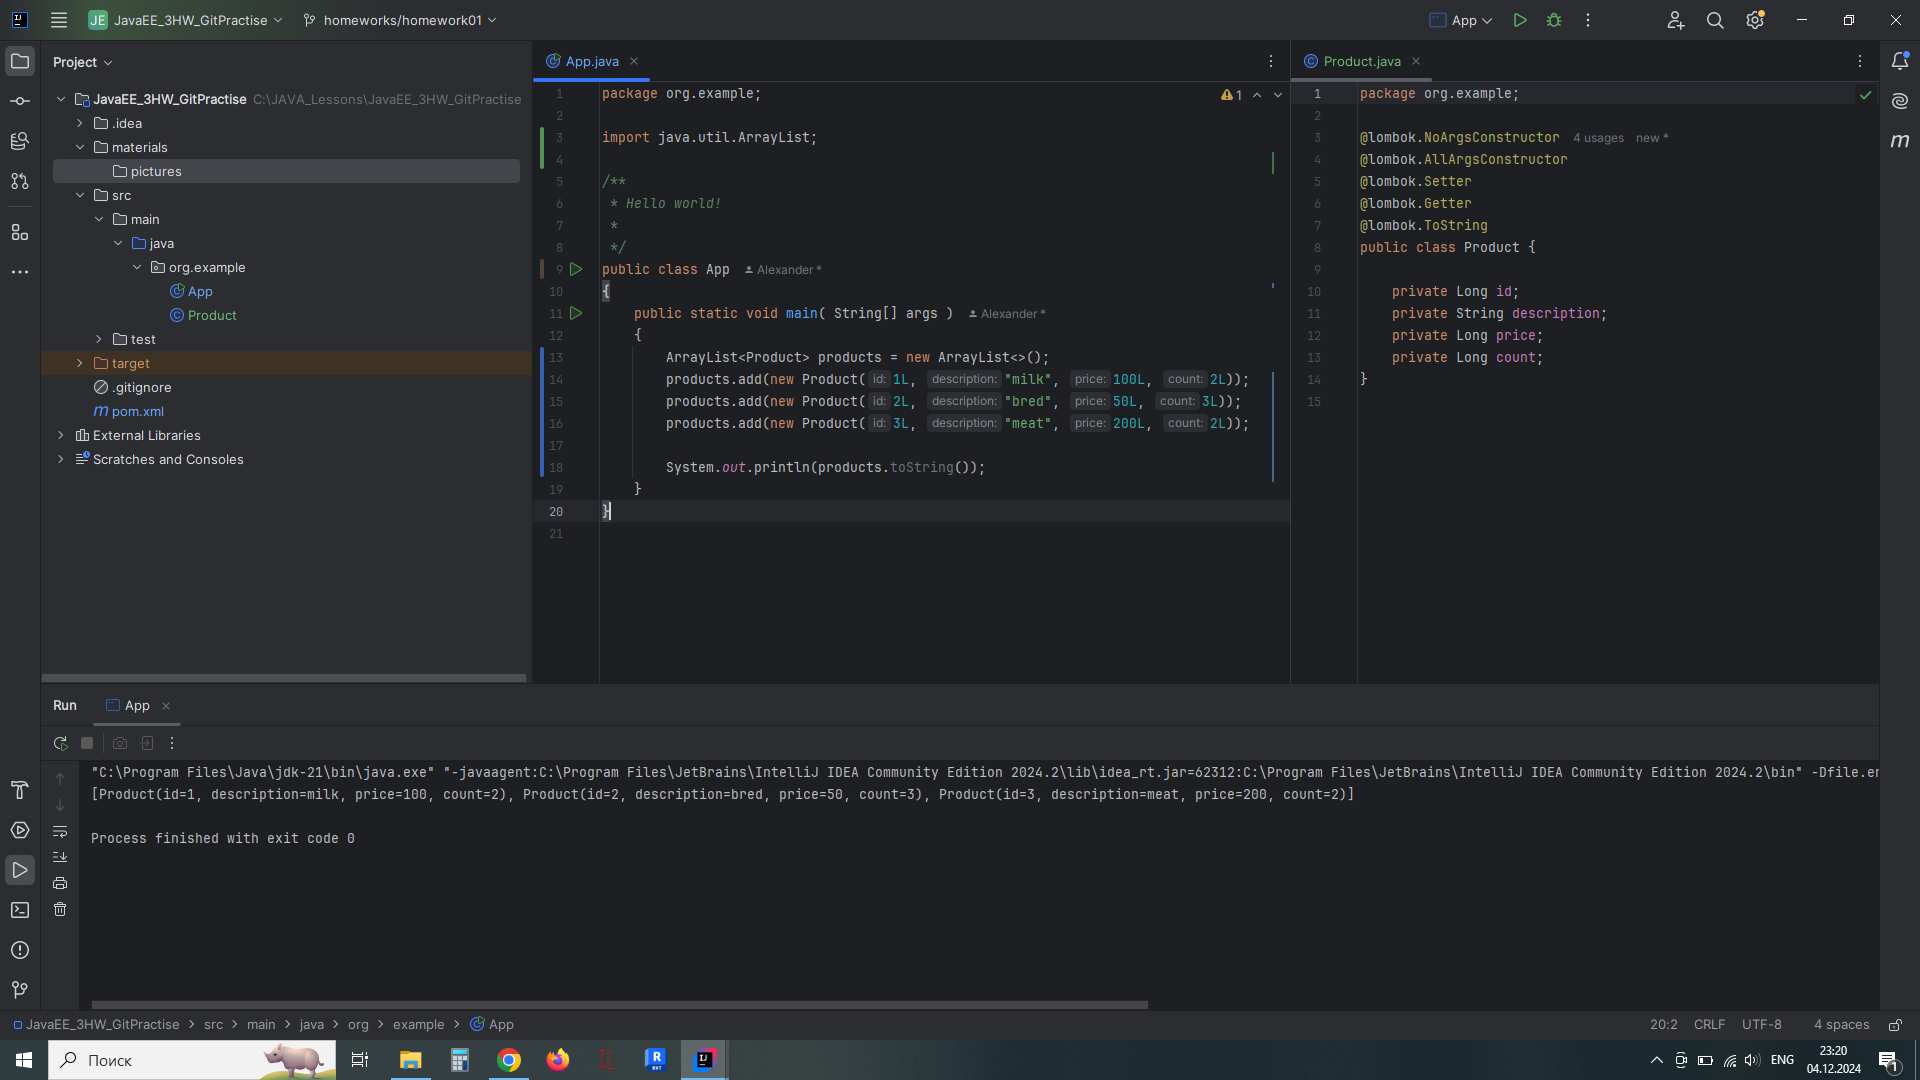 JE JavaEE_3HW_GitPractise homeworks/homework01 App
Project
JavaEE_3HW_GitPractise C:\JAVA_Lessons\JavaEE_3HW_GitPractise
.idea
materials
pictures
src
main
java
org.example
App
Product
test
target
.gitignore
pom.xml
External Libraries
Scratches and Consoles
App.java
1 package org.example;
2
3 import java.util.ArrayList;
4
5 /**
6 * Hello world!
7 *
8 */
9 public class App Alexander *
10 {
11 public static void main( String[] args ) Alexander *
12 {
13 ArrayList<Product> products = new ArrayList<>();
14 products.add(new Product( id: 1L, description: "milk", price: 100L, count: 2L));
15 products.add(new Product( id: 2L, description: "bred", price: 50L, count: 3L));
16 products.add(new Product( id: 3L, description: "meat", price: 200L, count: 2L));
17
18 System.out.println(products.toString());
19 }
20 }
21
1
Product.java
1 package org.example;
2
3 @lombok.NoArgsConstructor 4 usages new *
4 @lombok.AllArgsConstructor
5 @lombok.Setter
6 @lombok.Getter
7 @lombok.ToString
8 public class Product {
9
10 private Long id;
11 private String description;
12 private Long price;
13 private Long count;
14 }
15
m
Run App
"C:\Program Files\Java\jdk-21\bin\java.exe" "-javaagent:C:\Program Files\JetBrains\IntelliJ IDEA Community Edition 2024.2\lib\idea_rt.jar=62312:C:\Program Files\JetBrains\IntelliJ IDEA Community Edition 2024.2\bin" -Dfile.en
[Product(id=1, description=milk, price=100, count=2), Product(id=2, description=bred, price=50, count=3), Product(id=3, description=meat, price=200, count=2)]
Process finished with exit code 0
JavaEE_3HW_GitPractise > src > main > java > org > example > App
20:2 CRLF UTF-8 4 spaces
Поиск
ENG
23:20
04.12.2024
1